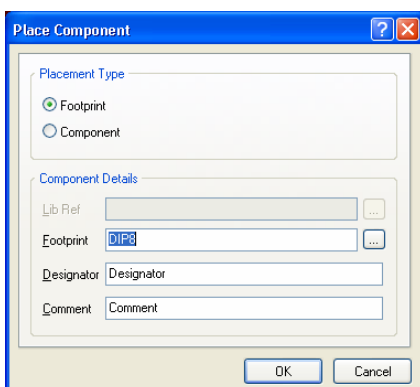 Place Component
Placement Type
Footprint
Component
Component Details
Lib Ref ...
Footprint DIP8 ...
Designator Designator
Comment Comment
OK Cancel